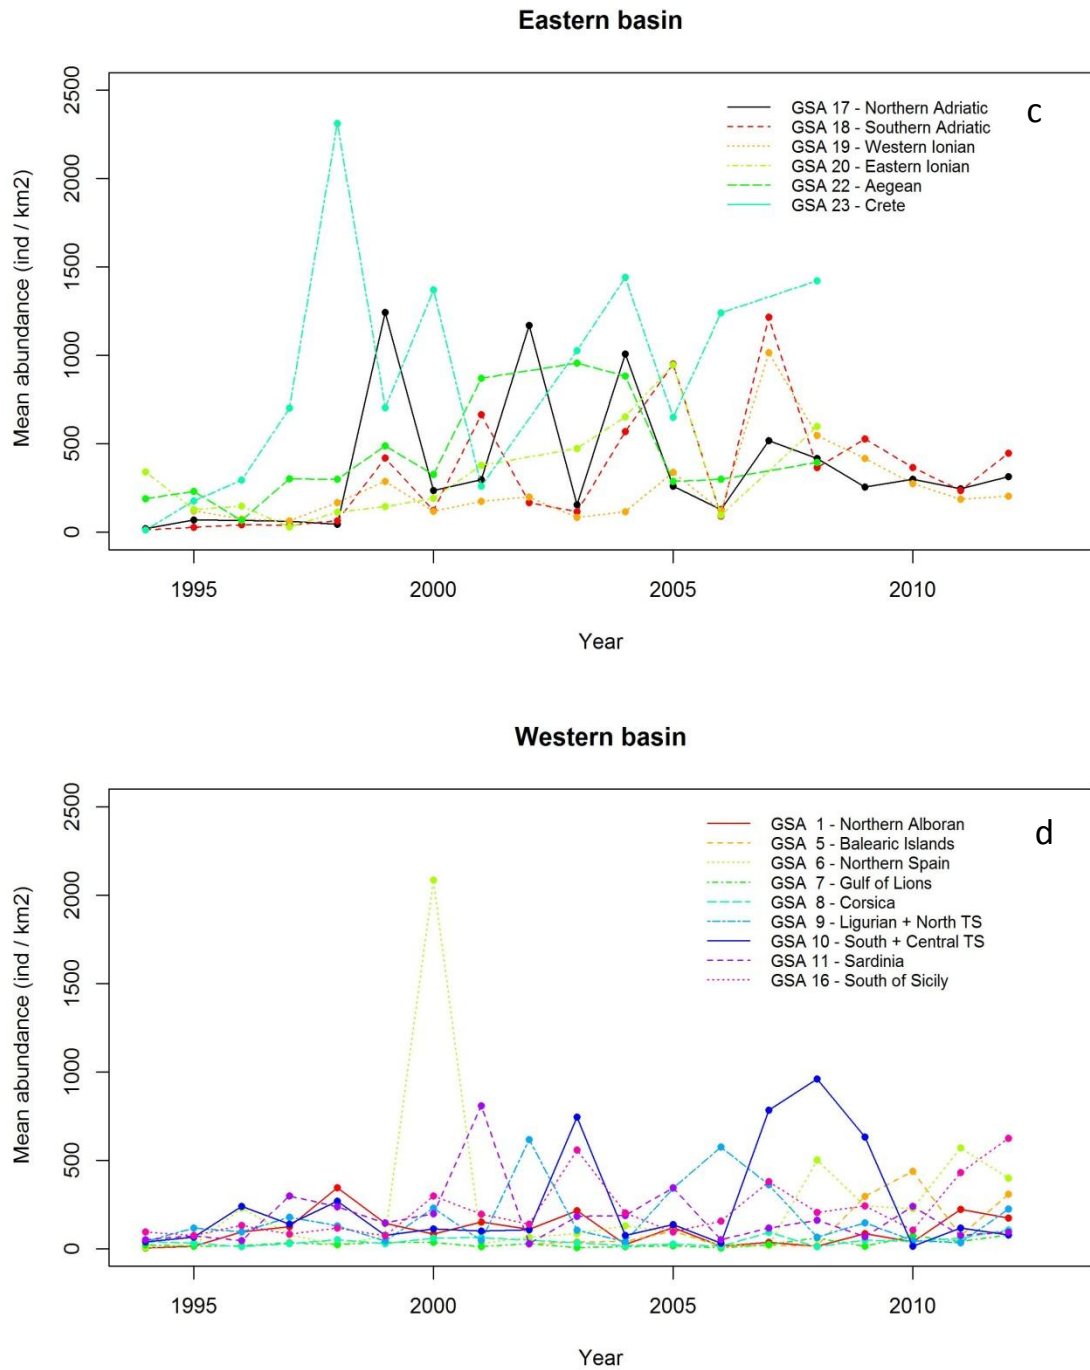 Eastern basin
c
GSA 17 - Northern Adriatic
GSA 18 - Southern Adriatic
GSA 19 - Western Ionian
GSA 20 - Eastern Ionian
GSA 22 - Aegean
GSA 23 - Crete
Mean abundance (ind / km2)
2500
2000
1500
1000
500
0
1995 2000 2005 2010
Year
Western basin
d
GSA 1 - Northern Alboran
GSA 5 - Balearic Islands
GSA 6 - Northern Spain
GSA 7 - Gulf of Lions
GSA 8 - Corsica
GSA 9 - Ligurian + North TS
GSA 10 - South + Central TS
GSA 11 - Sardinia
GSA 16 - South of Sicily
Mean abundance (ind / km2)
2500
2000
1500
1000
500
0
1995 2000 2005 2010
Year